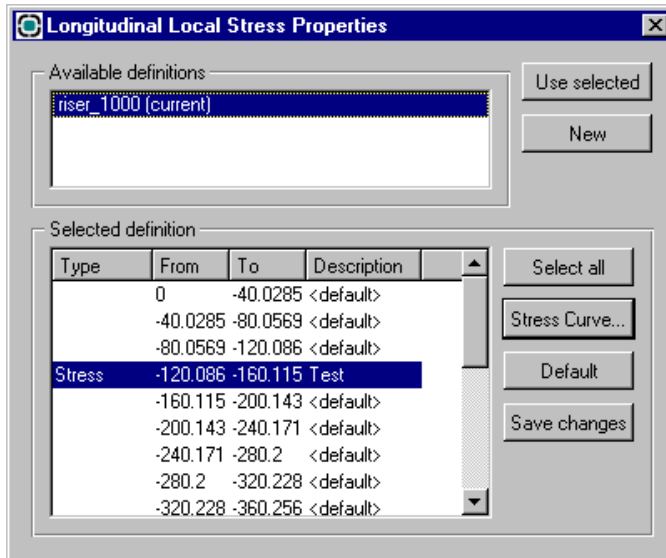 Longitudinal Local Stress Properties
Available definitions
riser_1000 (current)
Use selected
New
Selected definition
Type From To Description
0 -40.0285 <default>
-40.0285 -80.0569 <default>
-80.0569 -120.086 <default>
Stress -120.086 -160.115 Test
-160.115 -200.143 <default>
-200.143 -240.171 <default>
-240.171 -280.2 <default>
-280.2 -320.228 <default>
-320.228 -360.256 <default>
Select all
Stress Curve...
Default
Save changes